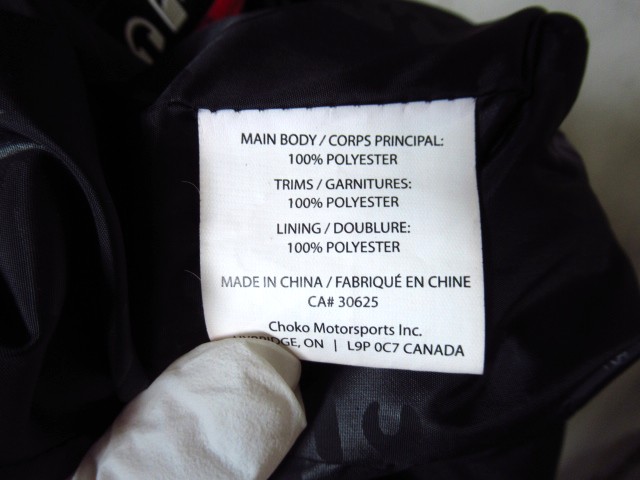 MAIN BODY / CORPS PRINCIPAL:
100% POLYESTER
TRIMS / GARNITURES:
100% POLYESTER
LINING / DOUBLURE:
100% POLYESTER
MADE IN CHINA / FABRIQUÉ EN CHINE
CA# 30625
Choko Motorsports Inc.
ON | L9P 0C7 CANADA